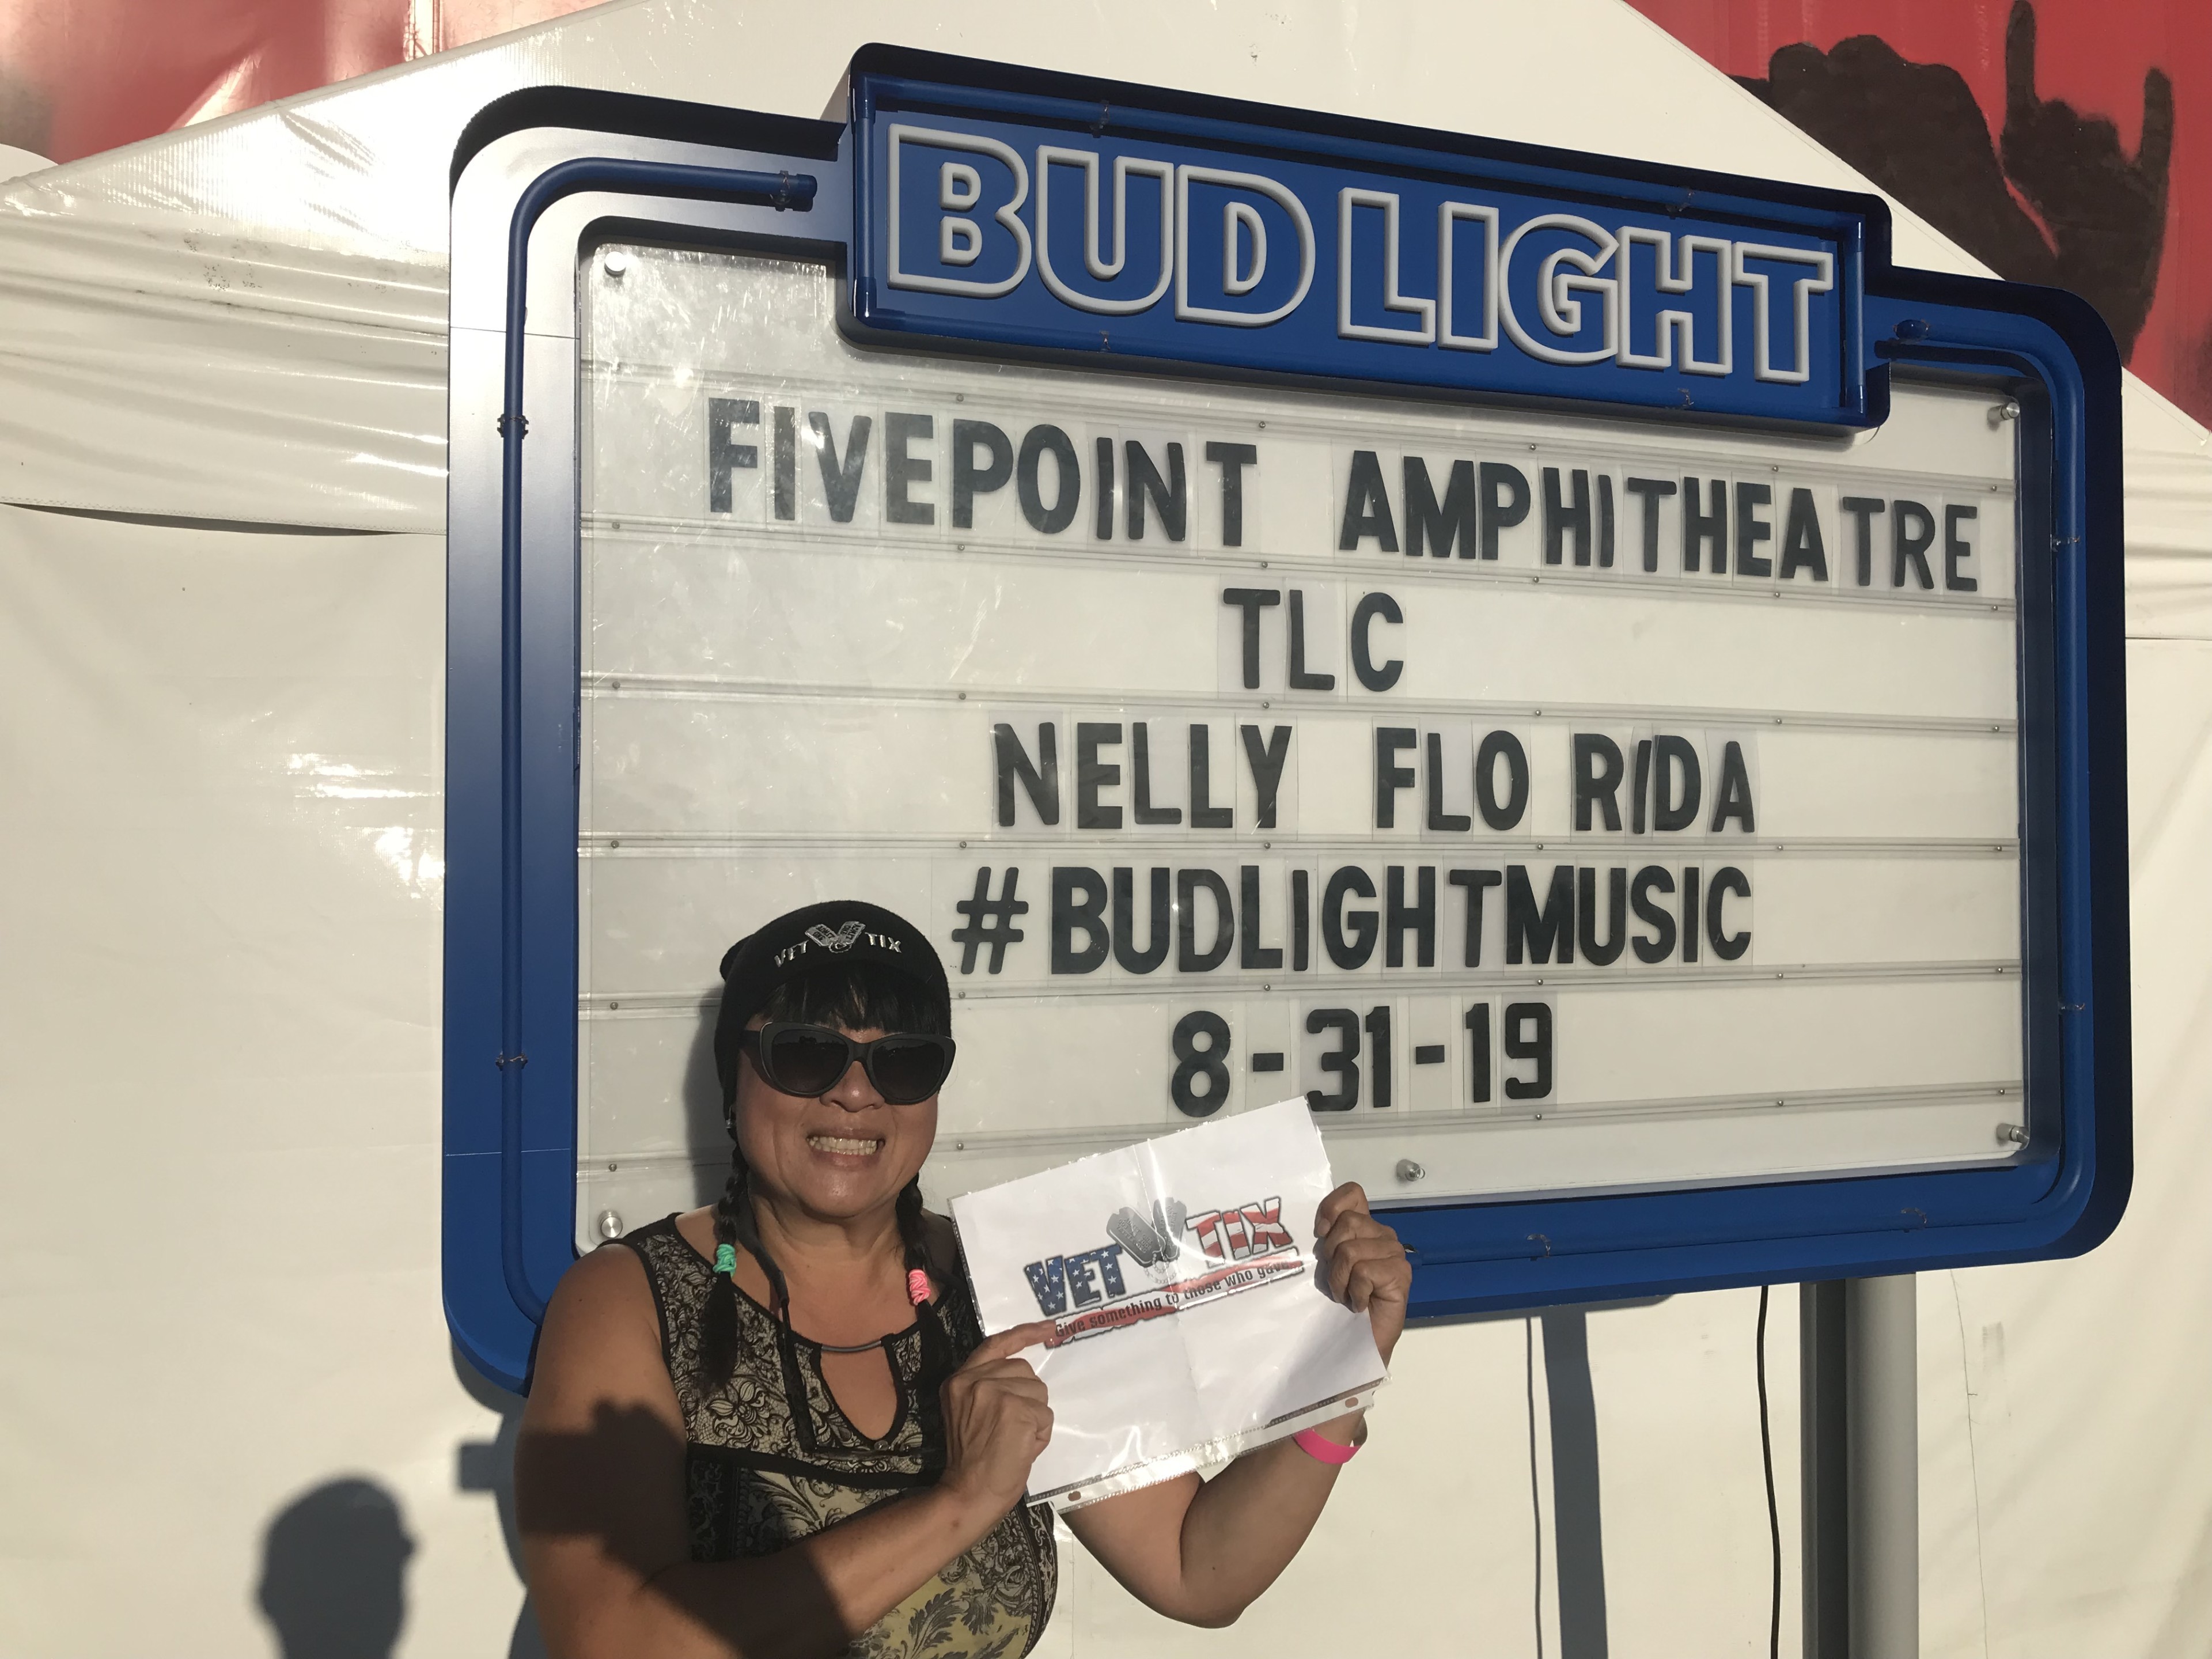 BUD LIGHT
FIVEPOINT AMPHITHEATRE
TLC
NELLY FLO RIDA
#BUDLIGHTMUSIC
8-31-19
VET TIX
VET TIX
Give something to those who gave...